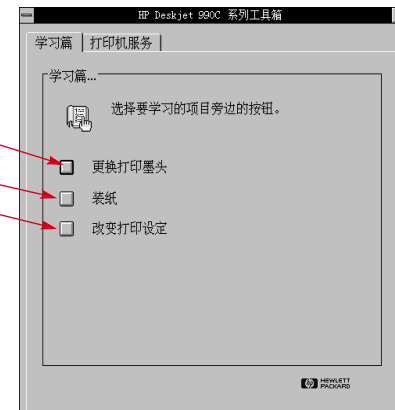 HP Deskjet 990C 系列工具箱
学习篇 打印机服务
学习篇...
选择要学习的项目旁边的按钮。
更换打印墨头
装纸
改变打印设定
hp HEWLETT
PACKARD